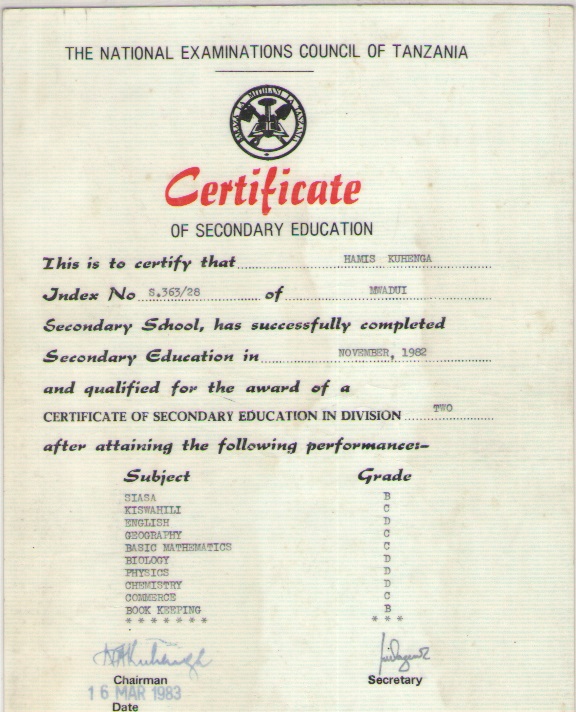 THE NATIONAL EXAMINATIONS COUNCIL OF TANZANIA
BARAZA LA MITIHANI LA TANZANIA
Certificate
OF SECONDARY EDUCATION
This is to certify that HAMIS KUHENGA
Index No S.363/28 of MWADUI
Secondary School, has successfully completed
Secondary Education in NOVEMBER, 1982
and qualified for the award of a
CERTIFICATE OF SECONDARY EDUCATION IN DIVISION TWO
after attaining the following performance:-
Subject Grade
SIASA B
KISWAHILI C
ENGLISH D
GEOGRAPHY C
BASIC MATHEMATICS C
BIOLOGY D
PHYSICS D
CHEMISTRY D
COMMERCE C
BOOK KEEPING B
* * * * * * * * * *
Chairman Secretary
16 MAR 1983
Date